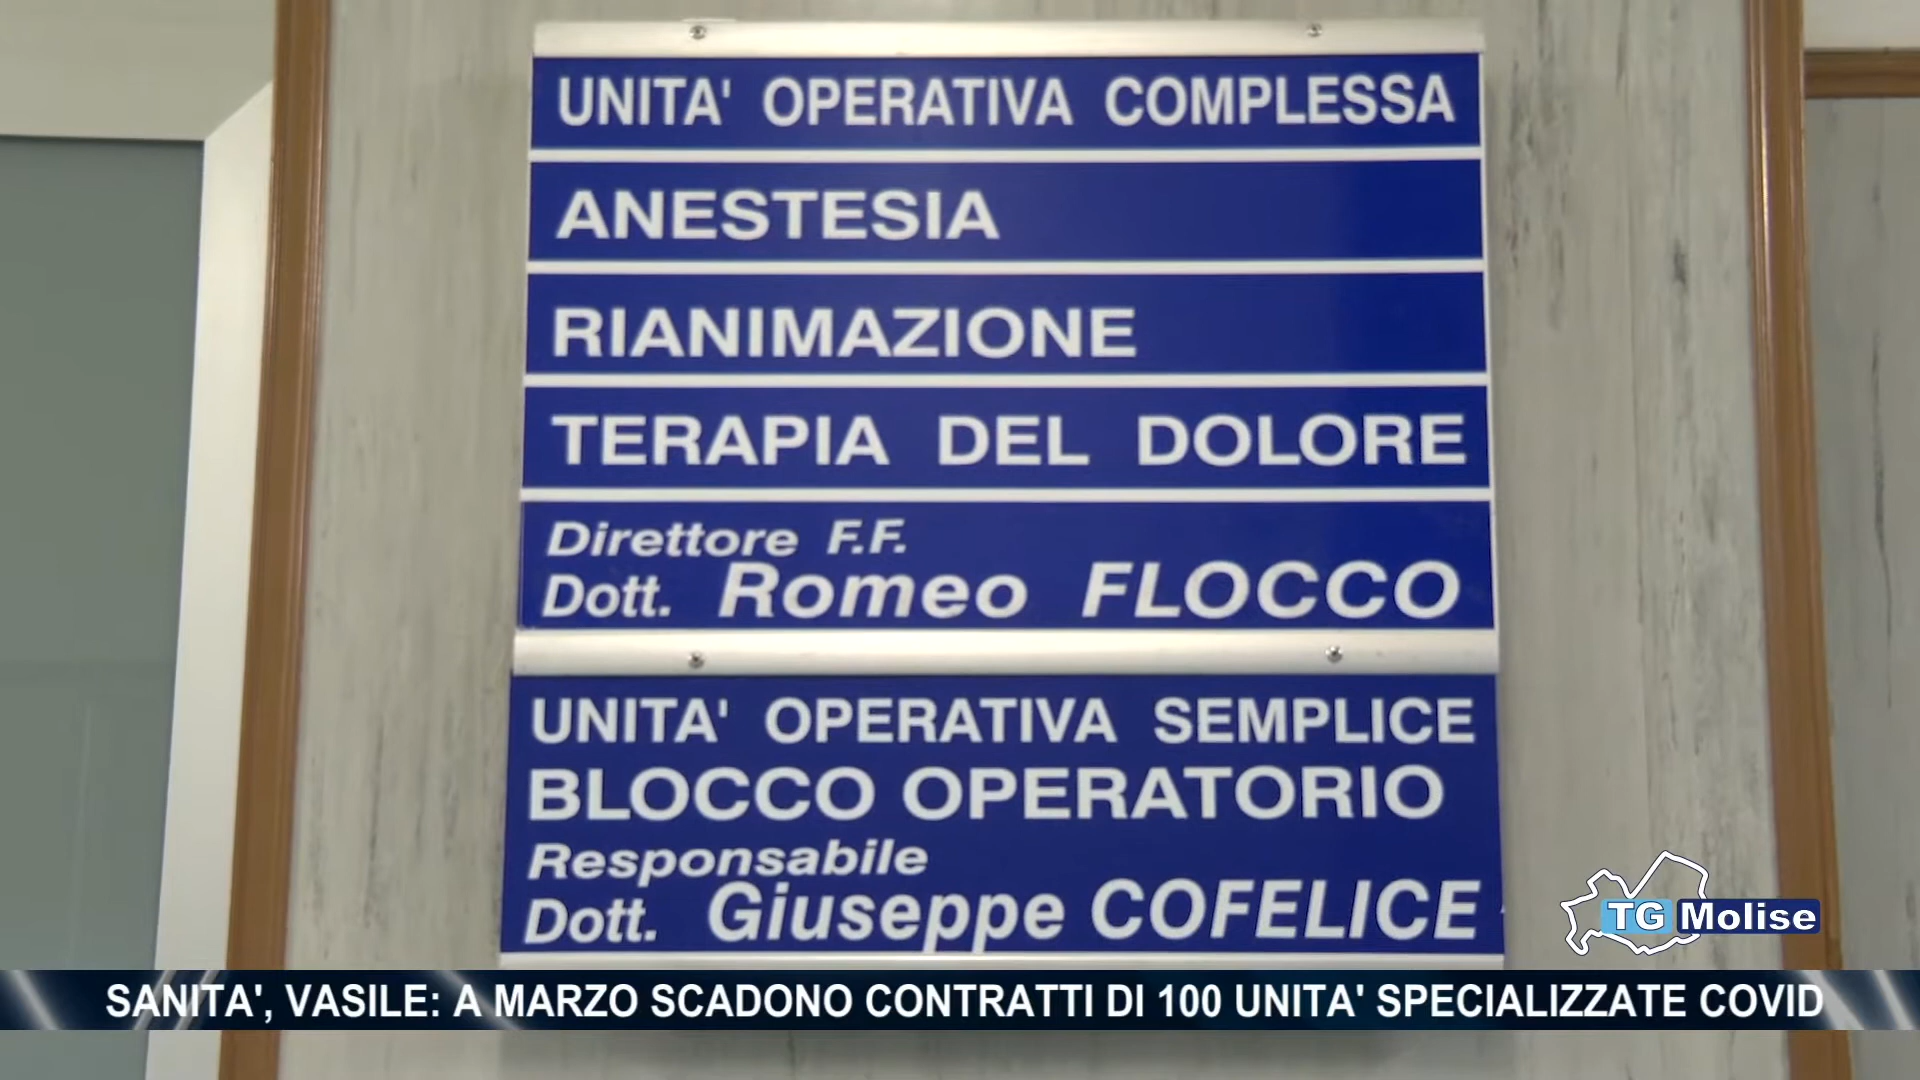 UNITA' OPERATIVA COMPLESSA
ANESTESIA
RIANIMAZIONE
TERAPIA DEL DOLORE
Direttore F.F.
Dott. Romeo FLOCCO
UNITA' OPERATIVA SEMPLICE
BLOCCO OPERATORIO
Responsabile
Dott. Giuseppe COFELICE
TG Molise
SANITA', VASILE: A MARZO SCADONO CONTRATTI DI 100 UNITA' SPECIALIZZATE COVID